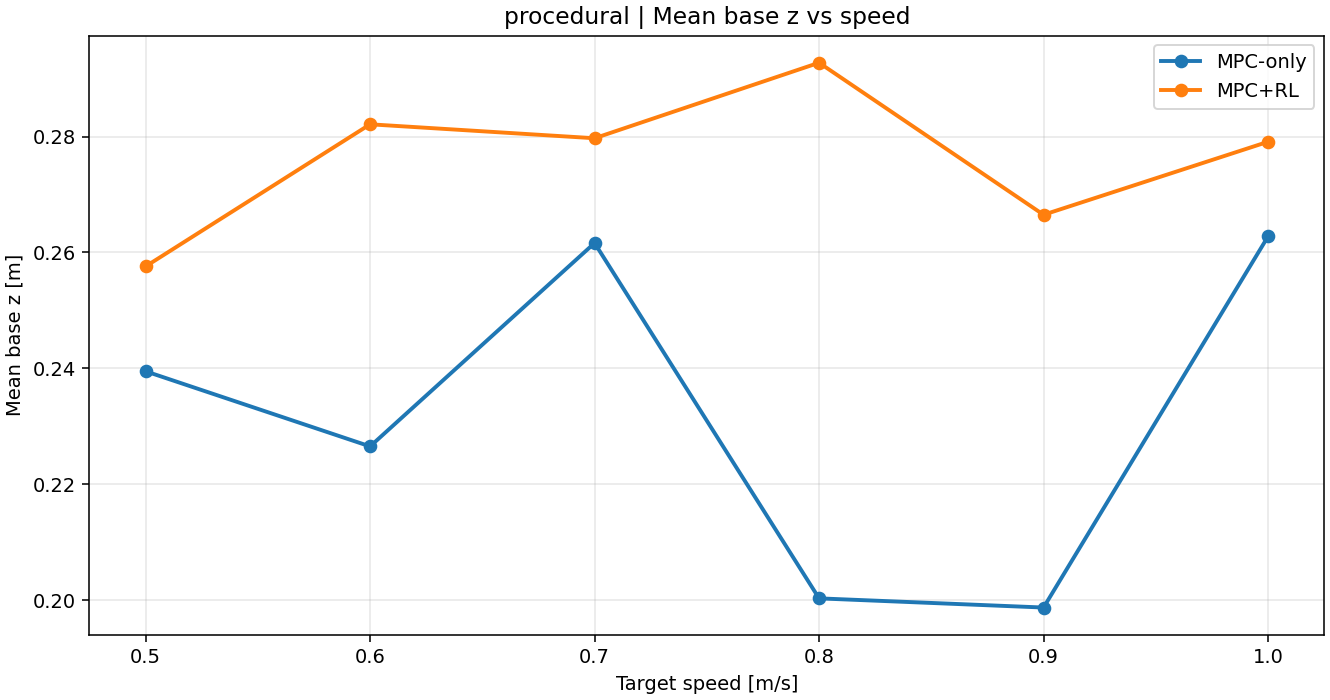 procedural | Mean base z vs speed
MPC-only
MPC+RL
Mean base z [m]
0.28
0.26
0.24
0.22
0.20
0.5 0.6 0.7 0.8 0.9 1.0
Target speed [m/s]